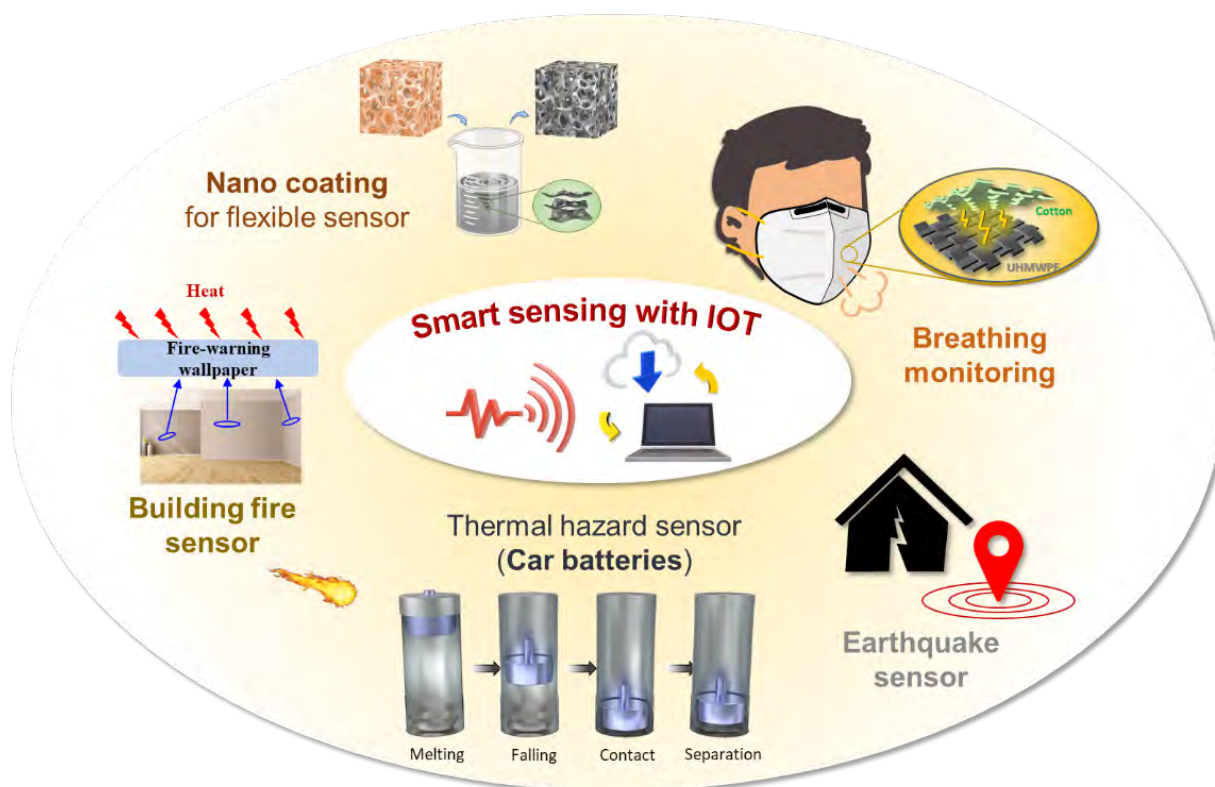 Nano coating
for flexible sensor
Cotton
UHMWPE
Heat
Fire-warning
wallpaper
Smart sensing with IOT
Breathing
monitoring
Building fire
sensor
Thermal hazard sensor
(Car batteries)
Earthquake
sensor
Melting
Falling
Contact
Separation